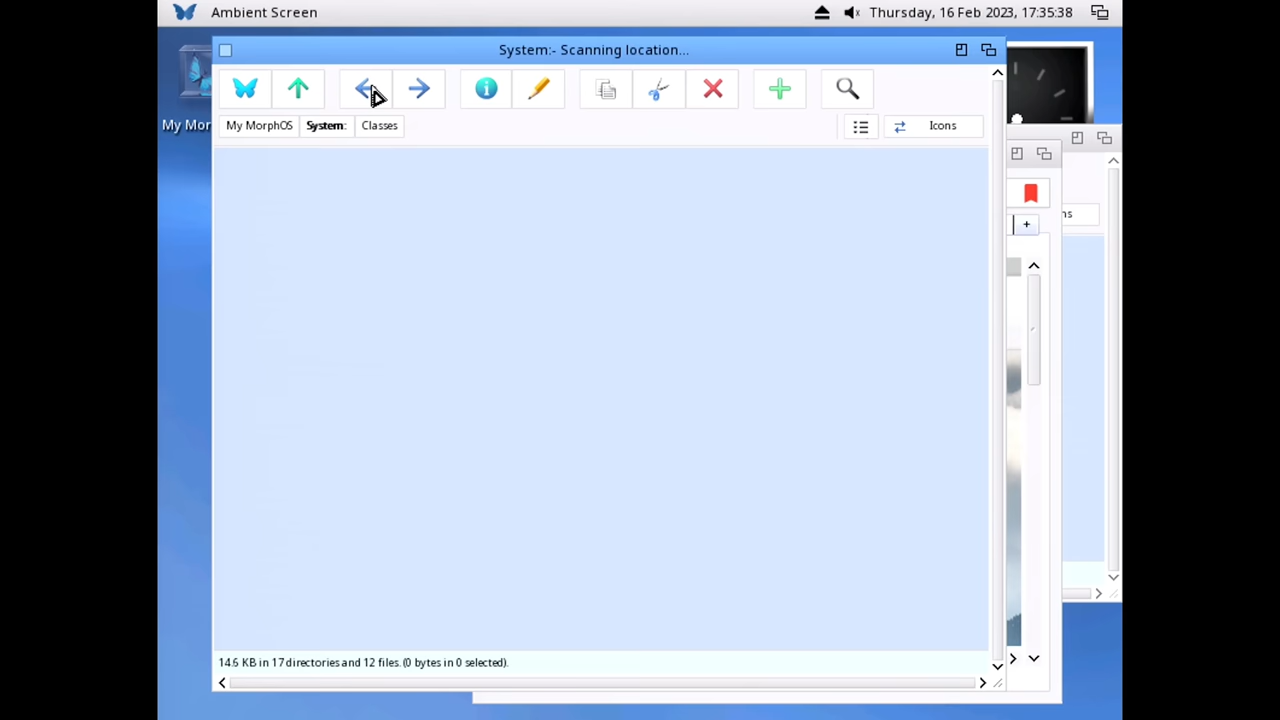 Ambient Screen
Thursday, 16 Feb 2023, 17:35:38
System:- Scanning location...
My MorphOS System: Classes
Icons
My Mor
ns
+
14.6 KB in 17 directories and 12 files. (0 bytes in 0 selected).